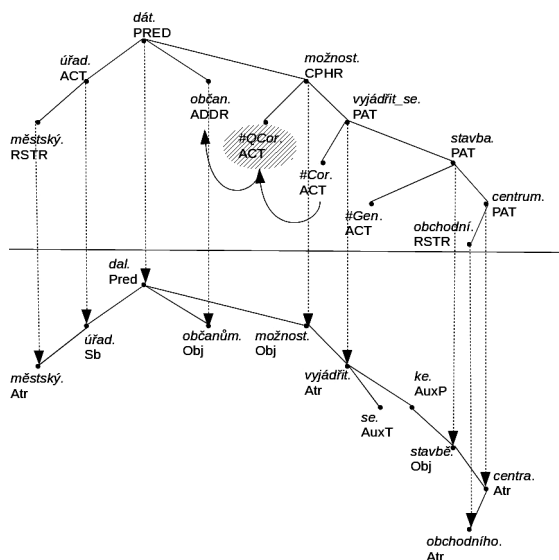 dát.
PRED
úřad.
ACT
možnost.
CPHR
občan.
ADDR
vyjádřit_se.
PAT
městský.
RSTR
#QCor.
ACT
stavba.
PAT
#Cor.
ACT
centrum.
PAT
#Gen.
ACT
obchodní.
RSTR
dal.
Pred
úřad.
Sb
občanům.
Obj
možnost.
Obj
městský.
Atr
vyjádřit.
Atr
ke.
AuxP
se.
AuxT
stavbě.
Obj
centra.
Atr
obchodního.
Atr